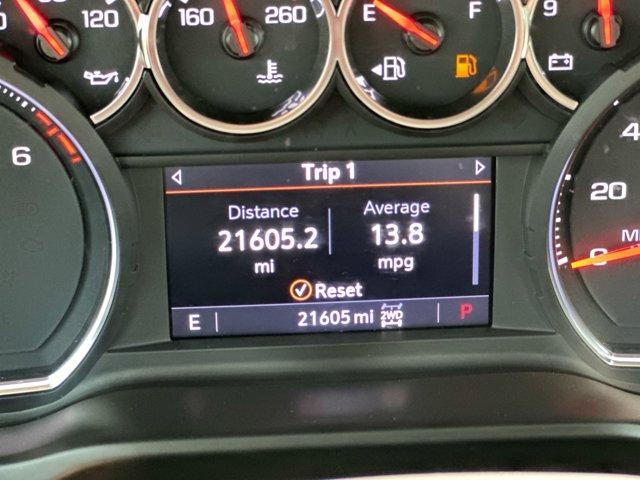 120
160 260
E F
9
6
4
20
0
M
Trip 1
Distance Average
21605.2 13.8
mi mpg
Reset
E 21605 mi 2WD P